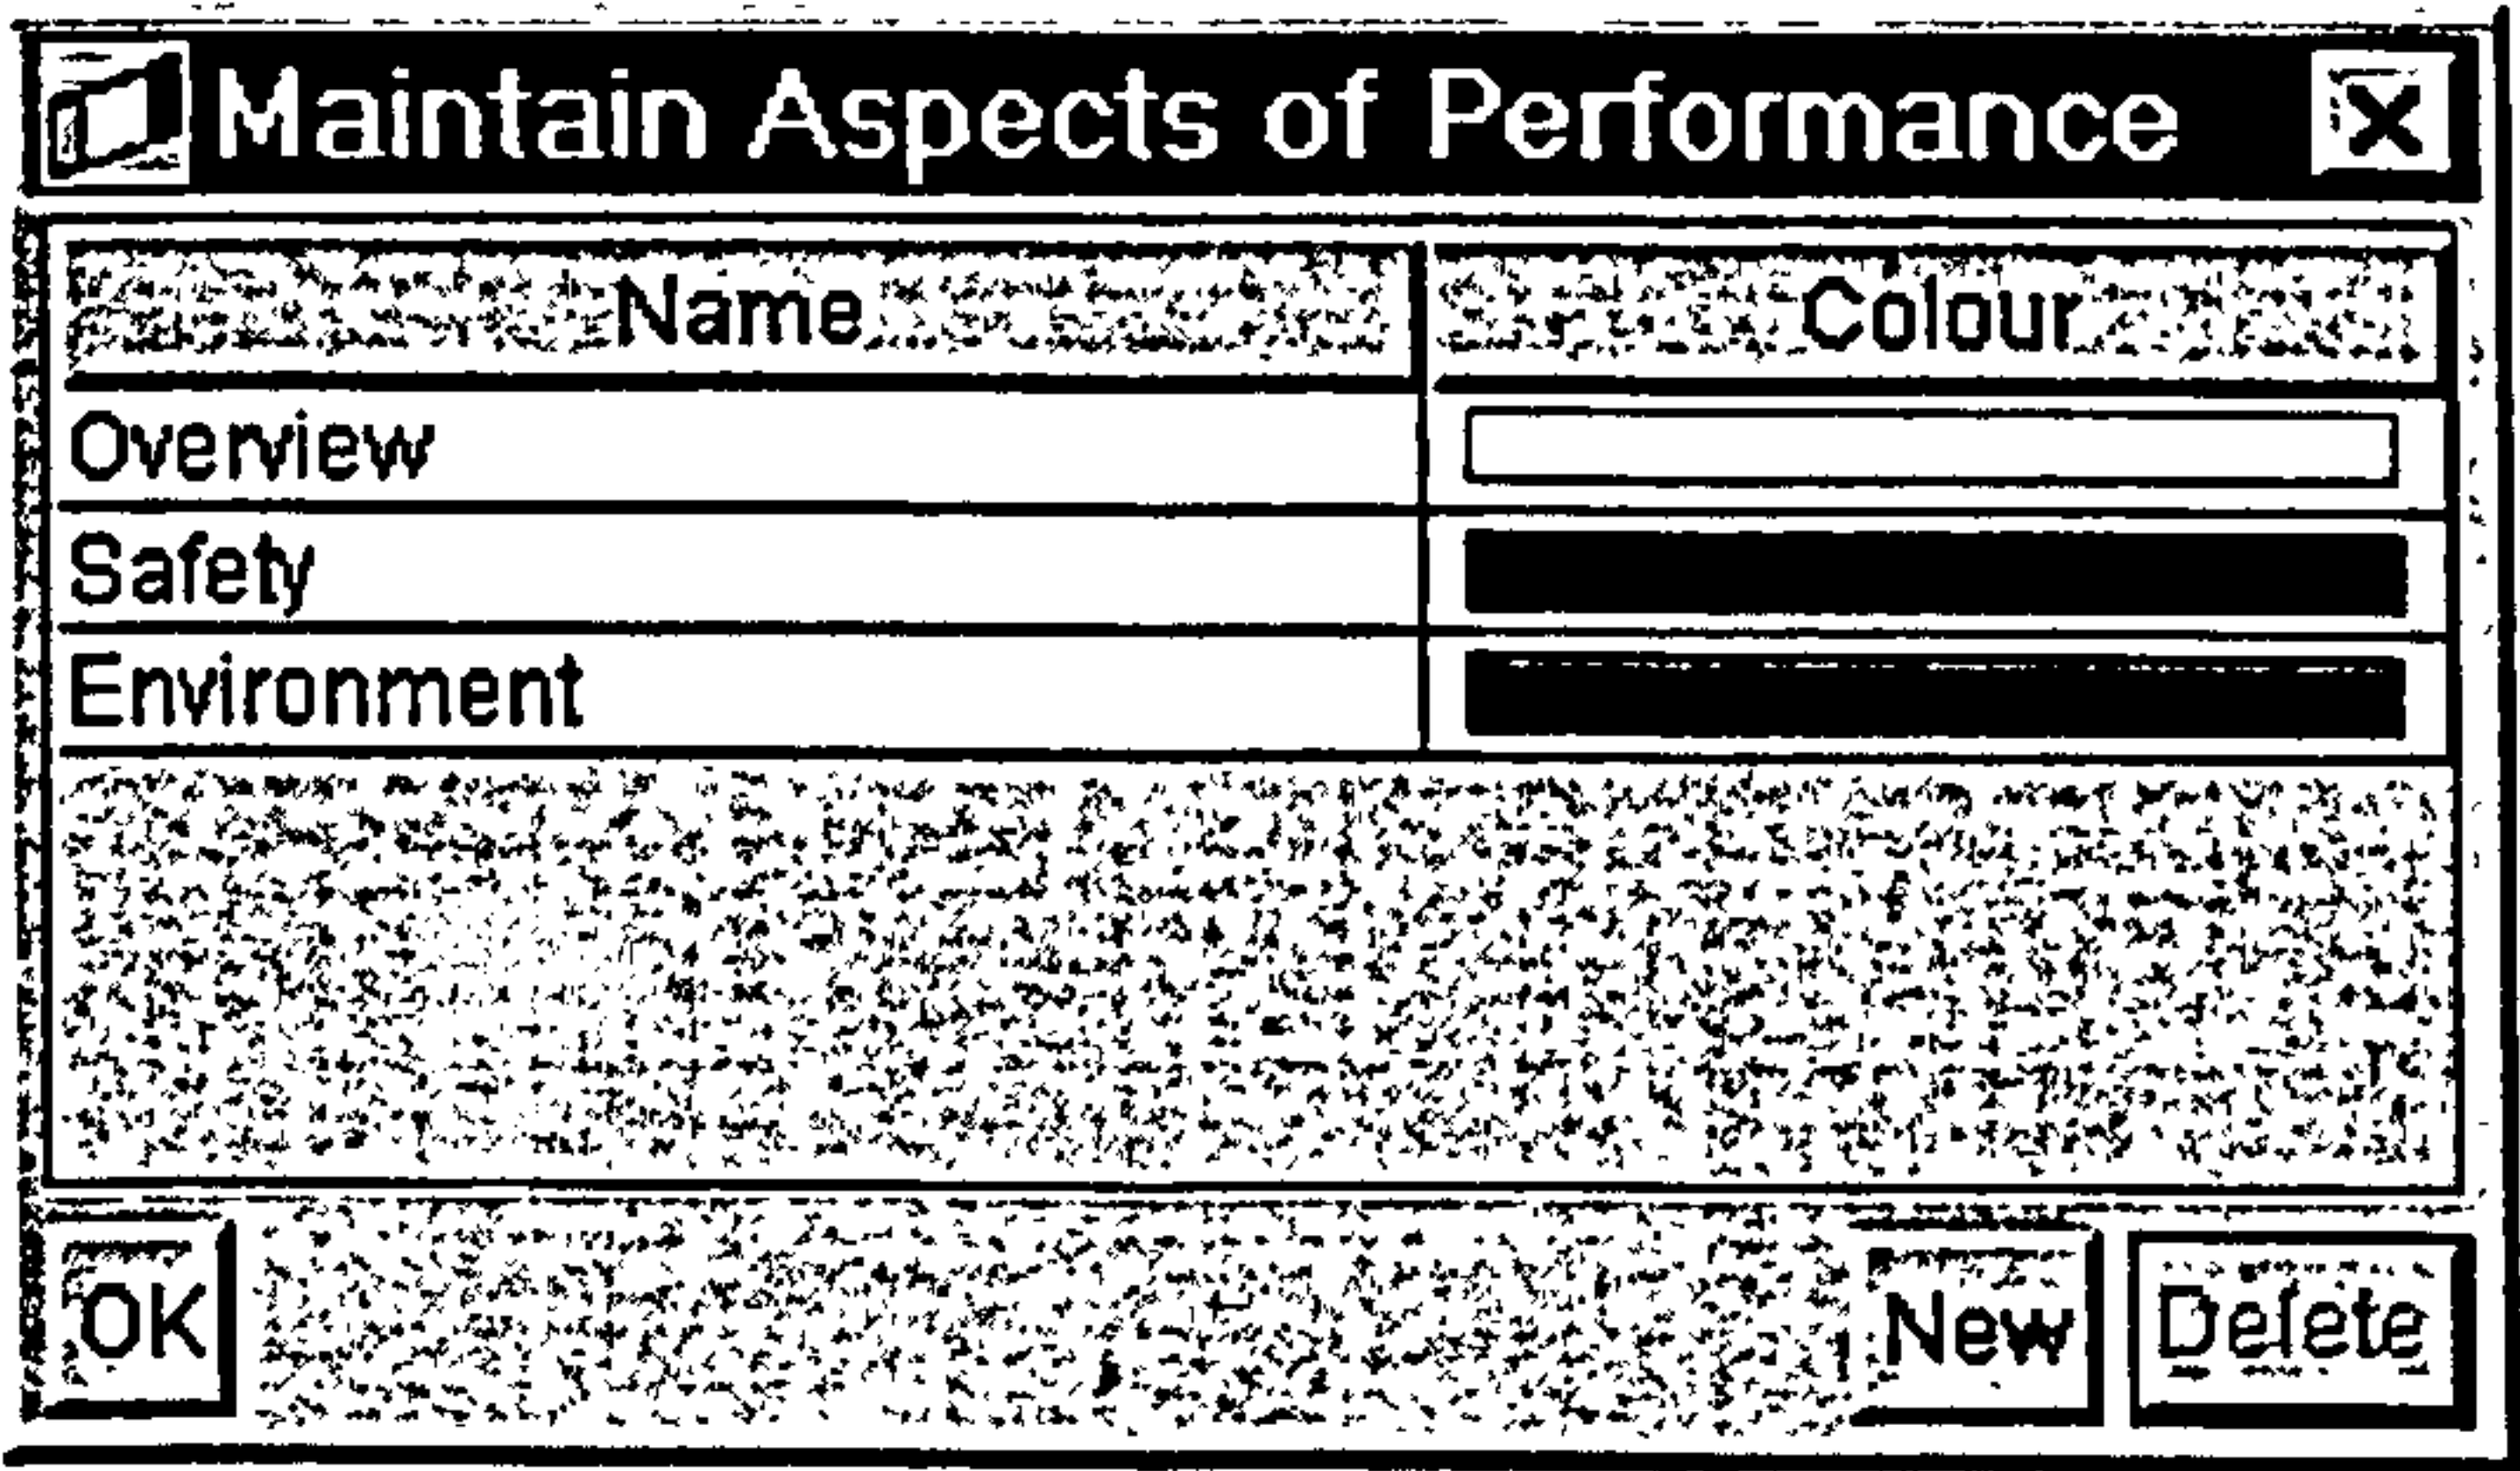 Maintain Aspects of Performance
Name Colour
Overview
Safety
Environment
OK New Delete